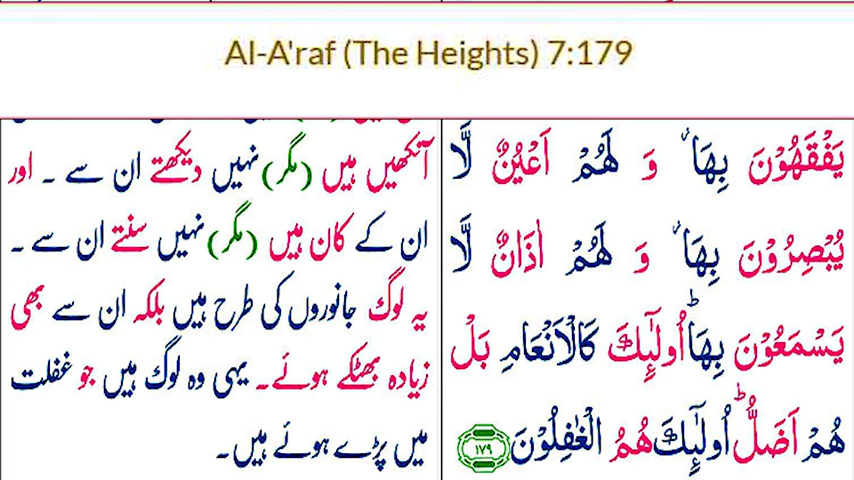 Al-A'raf (The Heights) 7:179
يَفْقَهُوْنَ بِهَا ۙ وَ لَهُمْ اَعْيُنٌ لَّا
يُبْصِرُوْنَ بِهَا ۙ وَ لَهُمْ اٰذَانٌ لَّا
يَسْمَعُوْنَ بِهَا ؕ اُولٰٓىِٕكَ كَالْاَنْعَامِ بَلْ
هُمْ اَضَلُّ ؕ اُولٰٓىِٕكَ هُمُ الْغٰفِلُوْنَ ۱۷۹
آنکھیں ہیں (مگر) نہیں دیکھتے ان سے ۔ اور
ان کے کان ہیں (مگر) نہیں سنتے ان سے ۔
یہ لوگ جانوروں کی طرح ہیں بلکہ ان سے بھی
زیادہ بھٹکے ہوئے۔ یہی وہ لوگ ہیں جو غفلت
میں پڑے ہوئے ہیں۔